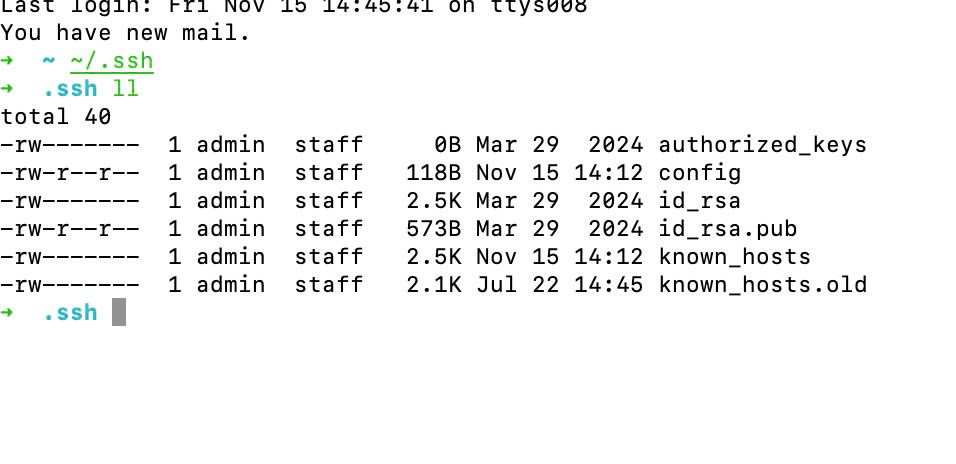 Last login: Fri Nov 15 14:45:41 on ttys008
You have new mail.
➜  ~ ~/.ssh
➜  .ssh ll
total 40
-rw-------  1 admin  staff     0B Mar 29  2024 authorized_keys
-rw-r--r--  1 admin  staff   118B Nov 15 14:12 config
-rw-------  1 admin  staff   2.5K Mar 29  2024 id_rsa
-rw-r--r--  1 admin  staff   573B Mar 29  2024 id_rsa.pub
-rw-------  1 admin  staff   2.5K Nov 15 14:12 known_hosts
-rw-------  1 admin  staff   2.1K Jul 22 14:45 known_hosts.old
➜  .ssh